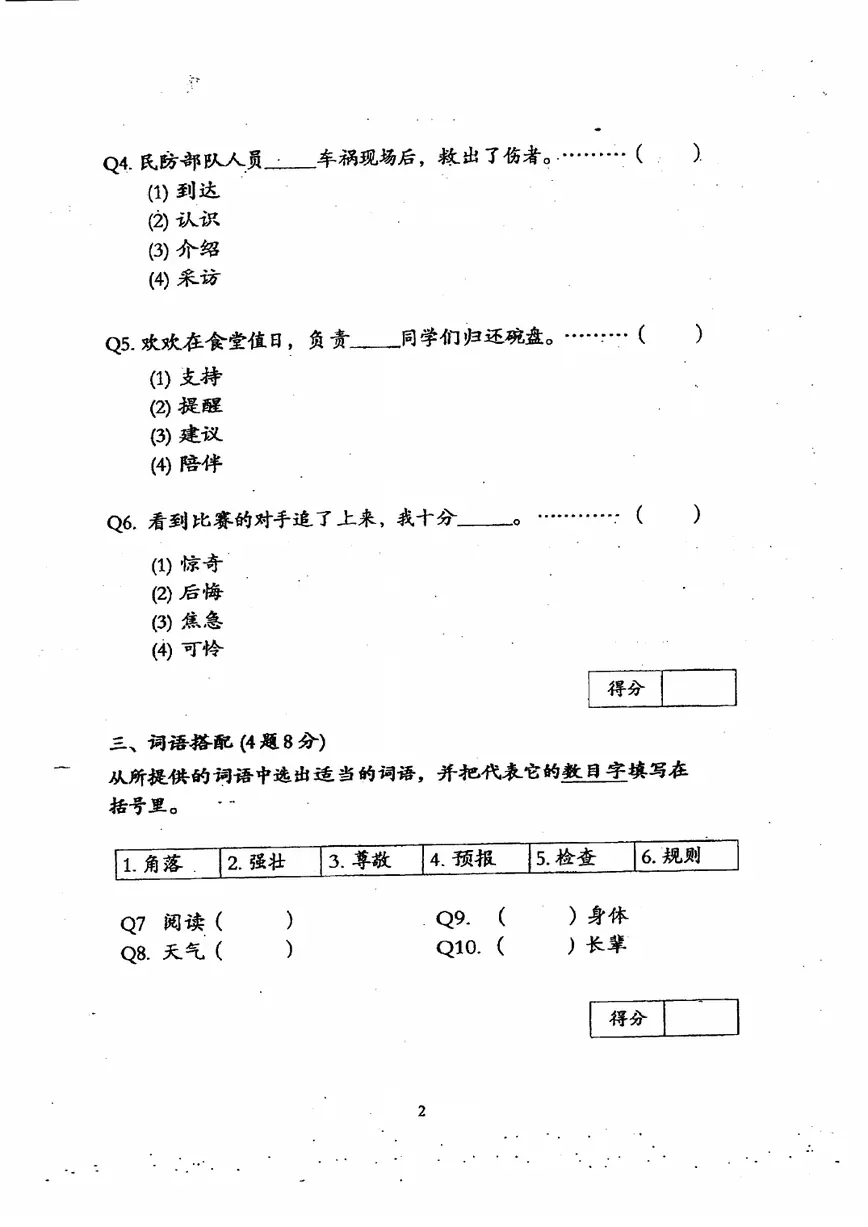 Q4. 民防部队人员_____车祸现场后，救出了伤者。………( )
(1) 到达
(2) 认识
(3) 介绍
(4) 采访
Q5. 欢欢在食堂值日，负责_____同学们归还碗盘。………( )
(1) 支持
(2) 提醒
(3) 建议
(4) 陪伴
Q6. 看到比赛的对手追了上来，我十分_____。…………( )
(1) 惊奇
(2) 后悔
(3) 焦急
(4) 可怜
得分
三、词语搭配 (4题8分)
从所提供的词语中选出适当的词语，并把代表它的数目字填写在
括号里。
1. 角落 2. 强壮 3. 尊敬 4. 预报 5. 检查 6. 规则
Q7 阅读 ( ) Q9. ( ) 身体
Q8. 天气 ( ) Q10. ( ) 长辈
得分
2